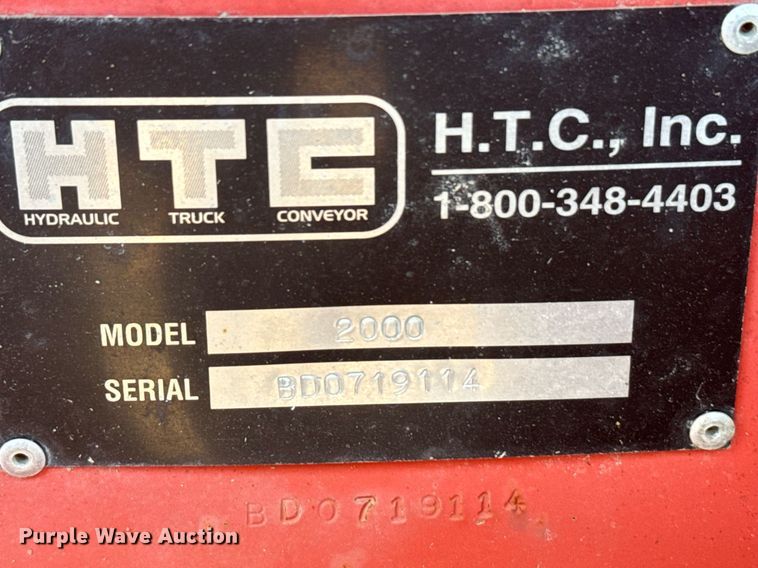 HTC
HYDRAULIC TRUCK CONVEYOR
H.T.C., Inc.
1-800-348-4403
MODEL 2000
SERIAL BD0719114
BD0719114
Purple Wave Auction